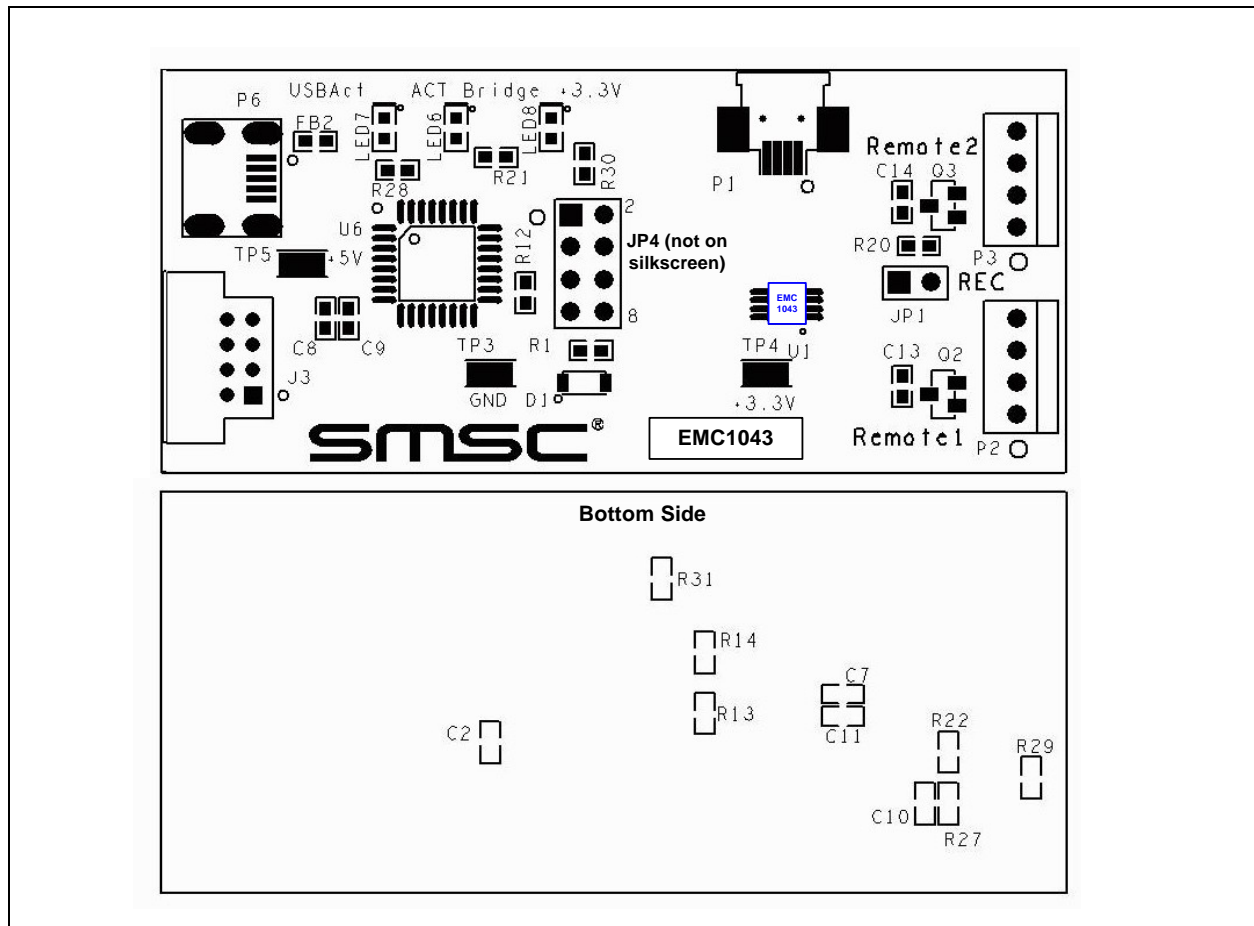 USBAct ACT Bridge +3.3V
P6
FB2
LED7
LED6
LED8
R28
R21
R30
P1
Remote2
C14 Q3
U6
2
R12
JP4 (not on
silkscreen)
TP5 +5V
R20
P3
REC
EMC
1043
JP1
8
C8 C9
TP3
R1
TP4
U1
C13 Q2
J3
GND D1
+3.3V
SMSC®
EMC1043
Remote1
P2
Bottom Side
R31
R14
C7
R13
C2
C11
R22
R29
C10
R27